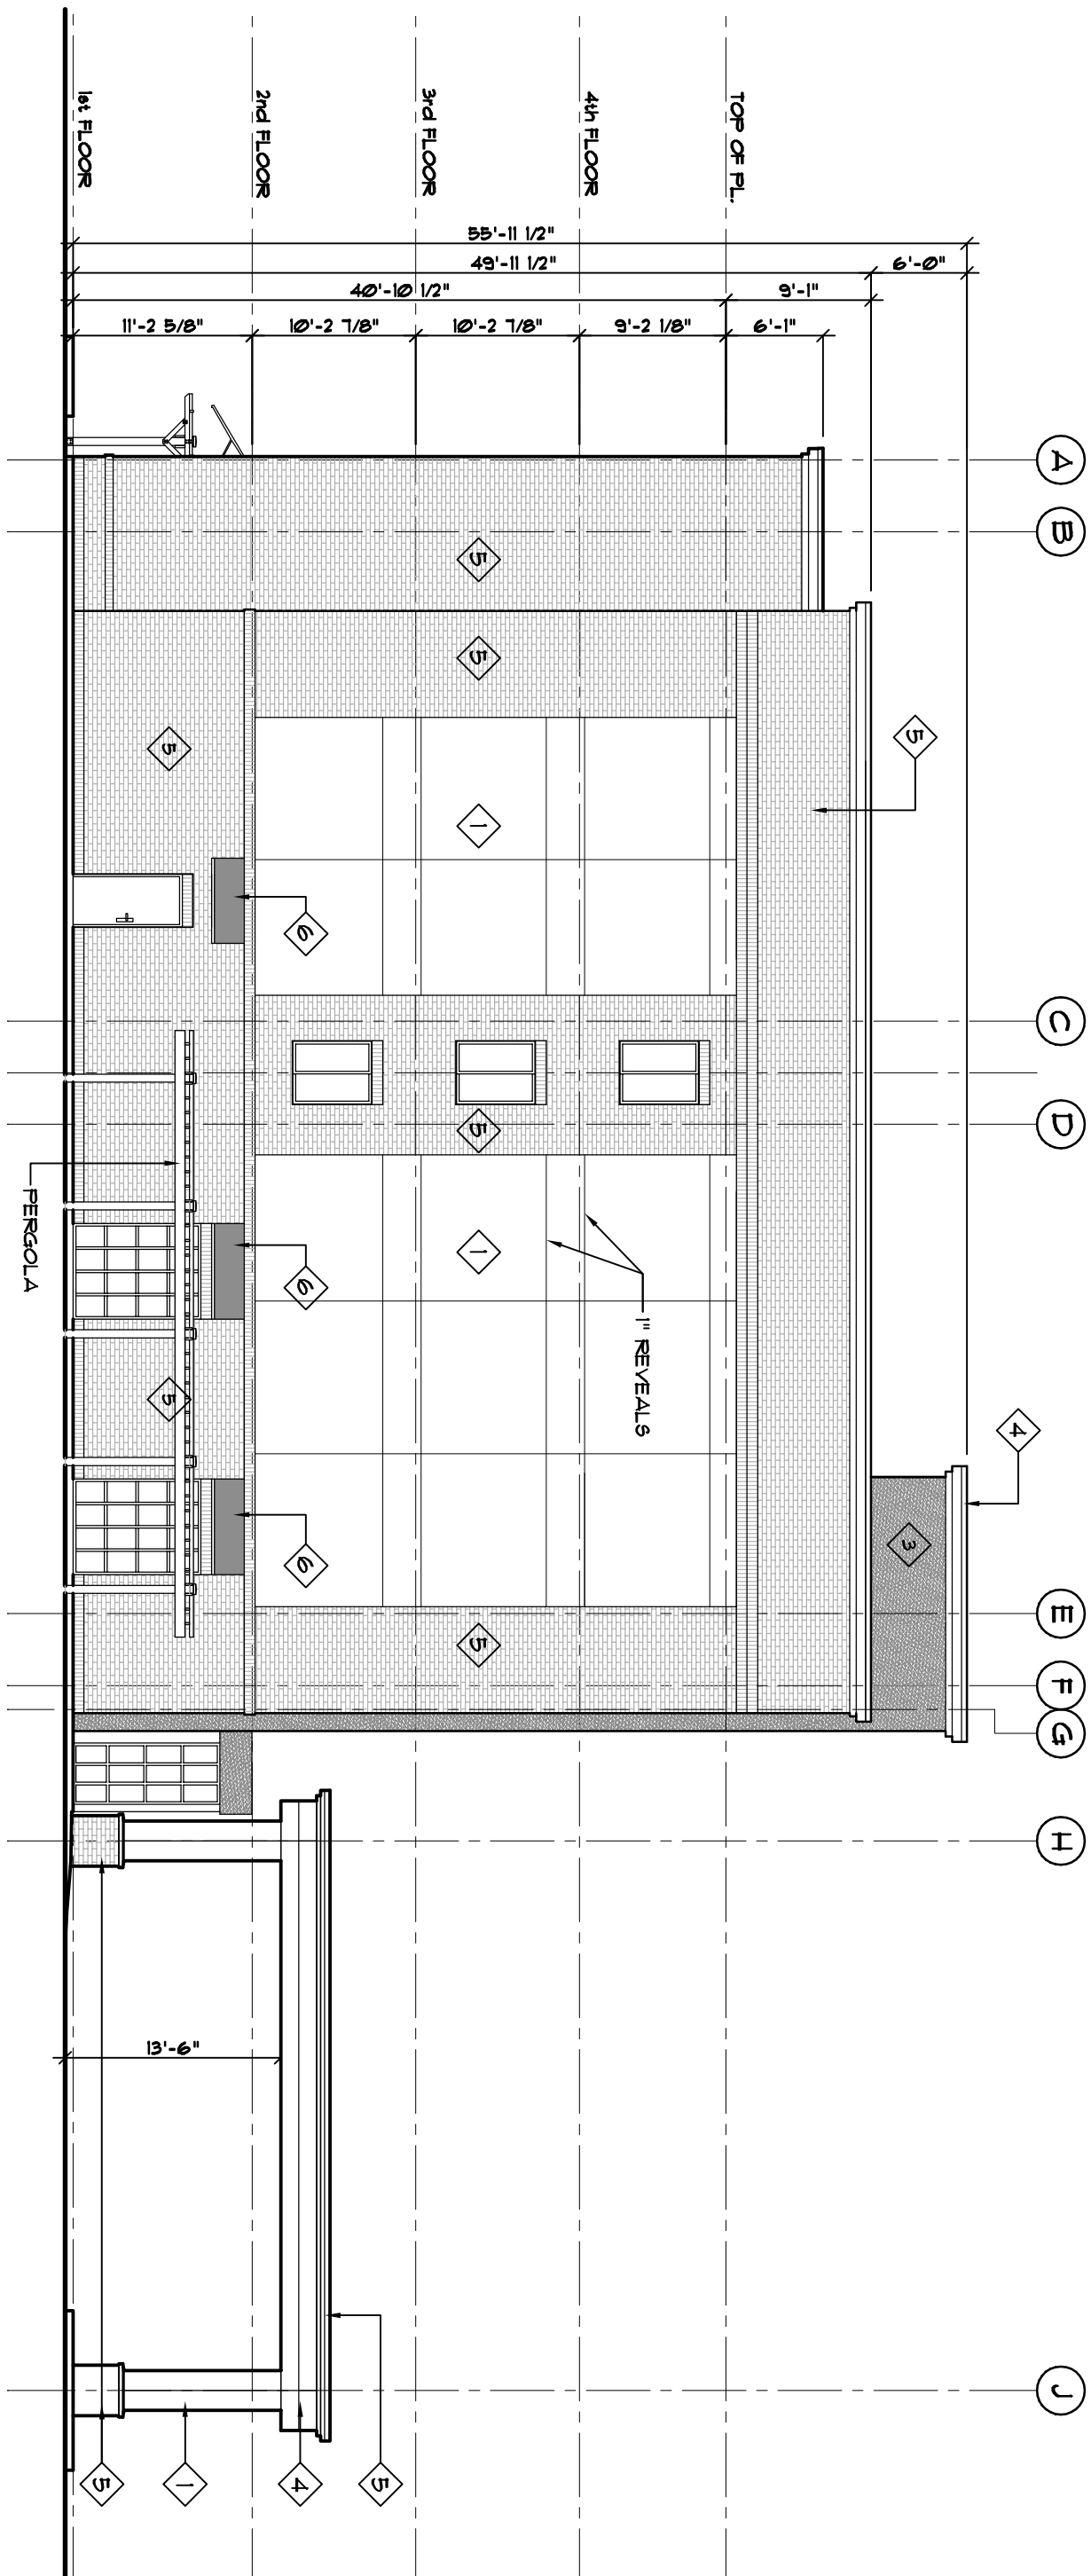 A
B
C
D
E
F
G
H
J
4
55'-11 1/2"
49'-11 1/2"
6'-0"
40'-10 1/2"
9'-1"
11'-2 5/8"
10'-2 7/8"
10'-2 7/8"
9'-2 1/8"
6'-1"
TOP OF PL.
4th FLOOR
3rd FLOOR
2nd FLOOR
1st FLOOR
5
3
5
5
1
5
1
5
1" REVEALS
6
6
6
5
5
PERGOLA
13'-6"
5
4
1
5